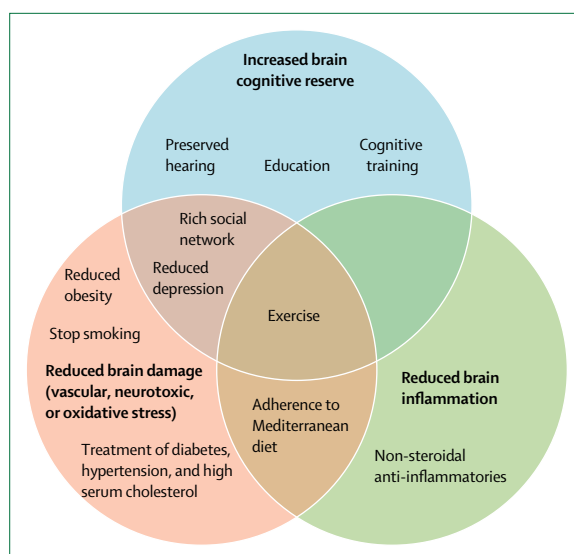 Increased brain
cognitive reserve
Preserved
hearing
Education
Cognitive
training
Rich social
network
Reduced
depression
Reduced
obesity
Stop smoking
Exercise
Reduced brain damage
(vascular, neurotoxic,
or oxidative stress)
Reduced brain
inflammation
Adherence to
Mediterranean
diet
Treatment of diabetes,
hypertension, and high
serum cholesterol
Non-steroidal
anti-inflammatories